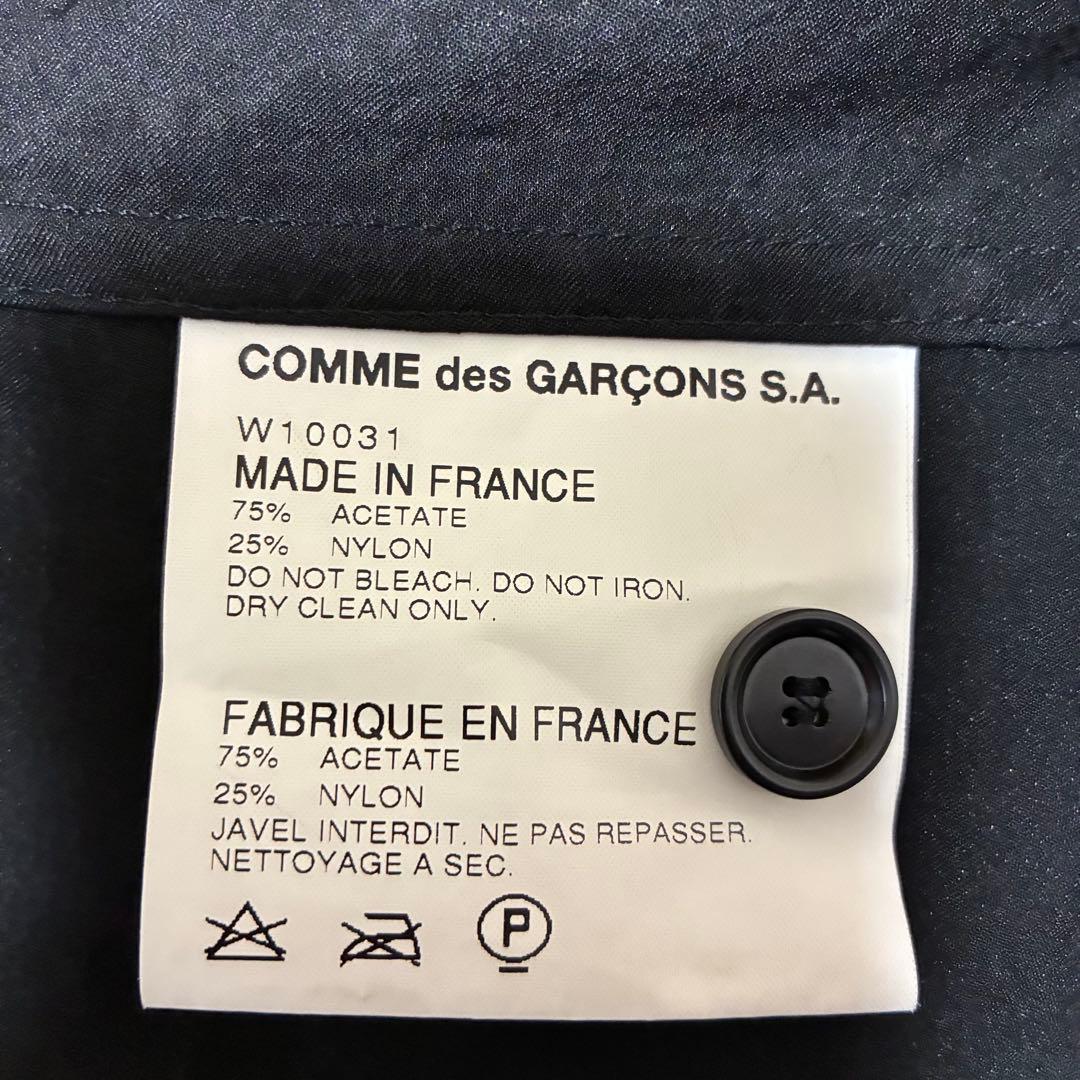 COMME des GARÇONS S.A.
W10031
MADE IN FRANCE
75% ACETATE
25% NYLON
DO NOT BLEACH. DO NOT IRON.
DRY CLEAN ONLY.
FABRIQUE EN FRANCE
75% ACETATE
25% NYLON
JAVEL INTERDIT. NE PAS REPASSER.
NETTOYAGE A SEC.
P